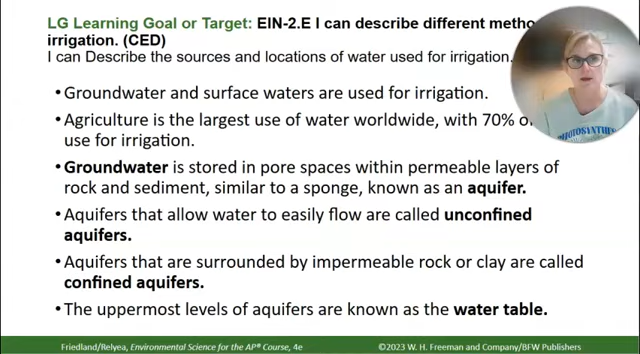 LG Learning Goal or Target: EIN-2.E I can describe different metho
irrigation. (CED)
I can Describe the sources and locations of water used for irrigation.
• Groundwater and surface waters are used for irrigation.
• Agriculture is the largest use of water worldwide, with 70% o
use for irrigation.
• Groundwater is stored in pore spaces within permeable layers of
rock and sediment, similar to a sponge, known as an aquifer.
• Aquifers that allow water to easily flow are called unconfined
aquifers.
• Aquifers that are surrounded by impermeable rock or clay are called
confined aquifers.
• The uppermost levels of aquifers are known as the water table.
Friedland/Relyea, Environmental Science for the AP® Course, 4e
©2023 W. H. Freeman and Company/BFW Publishers